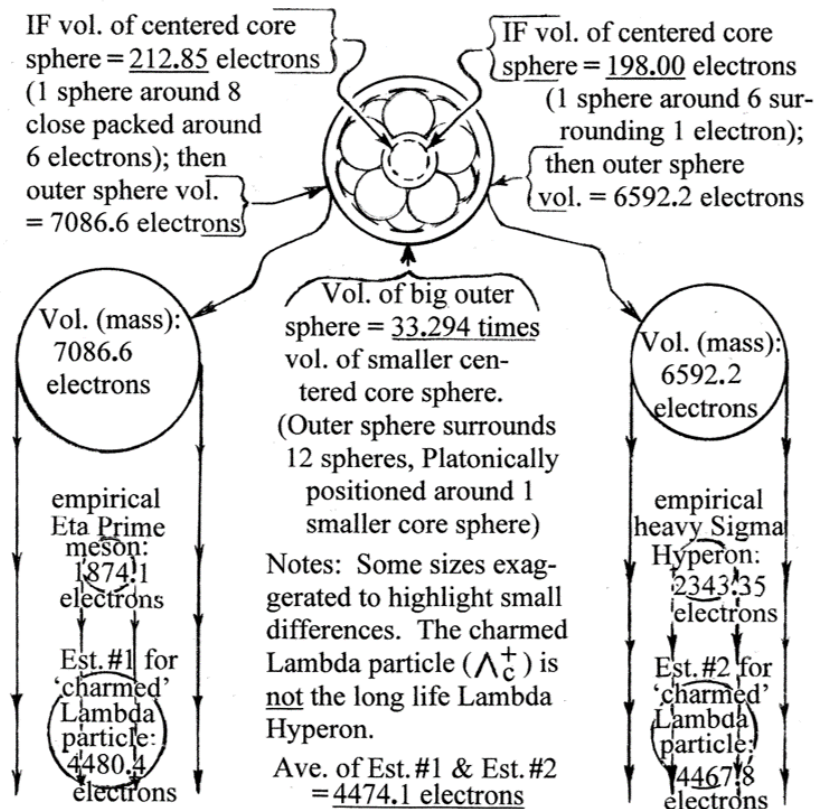 IF vol. of centered core
sphere = 212.85 electrons
(1 sphere around 8
close packed around
6 electrons); then
outer sphere vol.
= 7086.6 electrons
IF vol. of centered core
sphere = 198.00 electrons
(1 sphere around 6 sur-
rounding 1 electron);
then outer sphere
vol. = 6592.2 electrons
Vol. (mass):
7086.6
electrons
Vol. of big outer
sphere = 33.294 times
vol. of smaller cen-
tered core sphere.
(Outer sphere surrounds
12 spheres, Platonically
positioned around 1
smaller core sphere)
Vol. (mass):
6592.2
electrons
empirical
Eta Prime
meson:
1874.1
electrons
Est. #1 for
‘charmed’
Lambda
particle:
4480.4
electrons
Notes: Some sizes exag-
gerated to highlight small
differences. The charmed
Lambda particle (Λc+) is
not the long life Lambda
Hyperon.
Ave. of Est. #1 & Est. #2
= 4474.1 electrons
empirical
heavy Sigma
Hyperon:
2343.35
electrons
Est. #2 for
‘charmed’
Lambda
particle:
4467.8
electrons